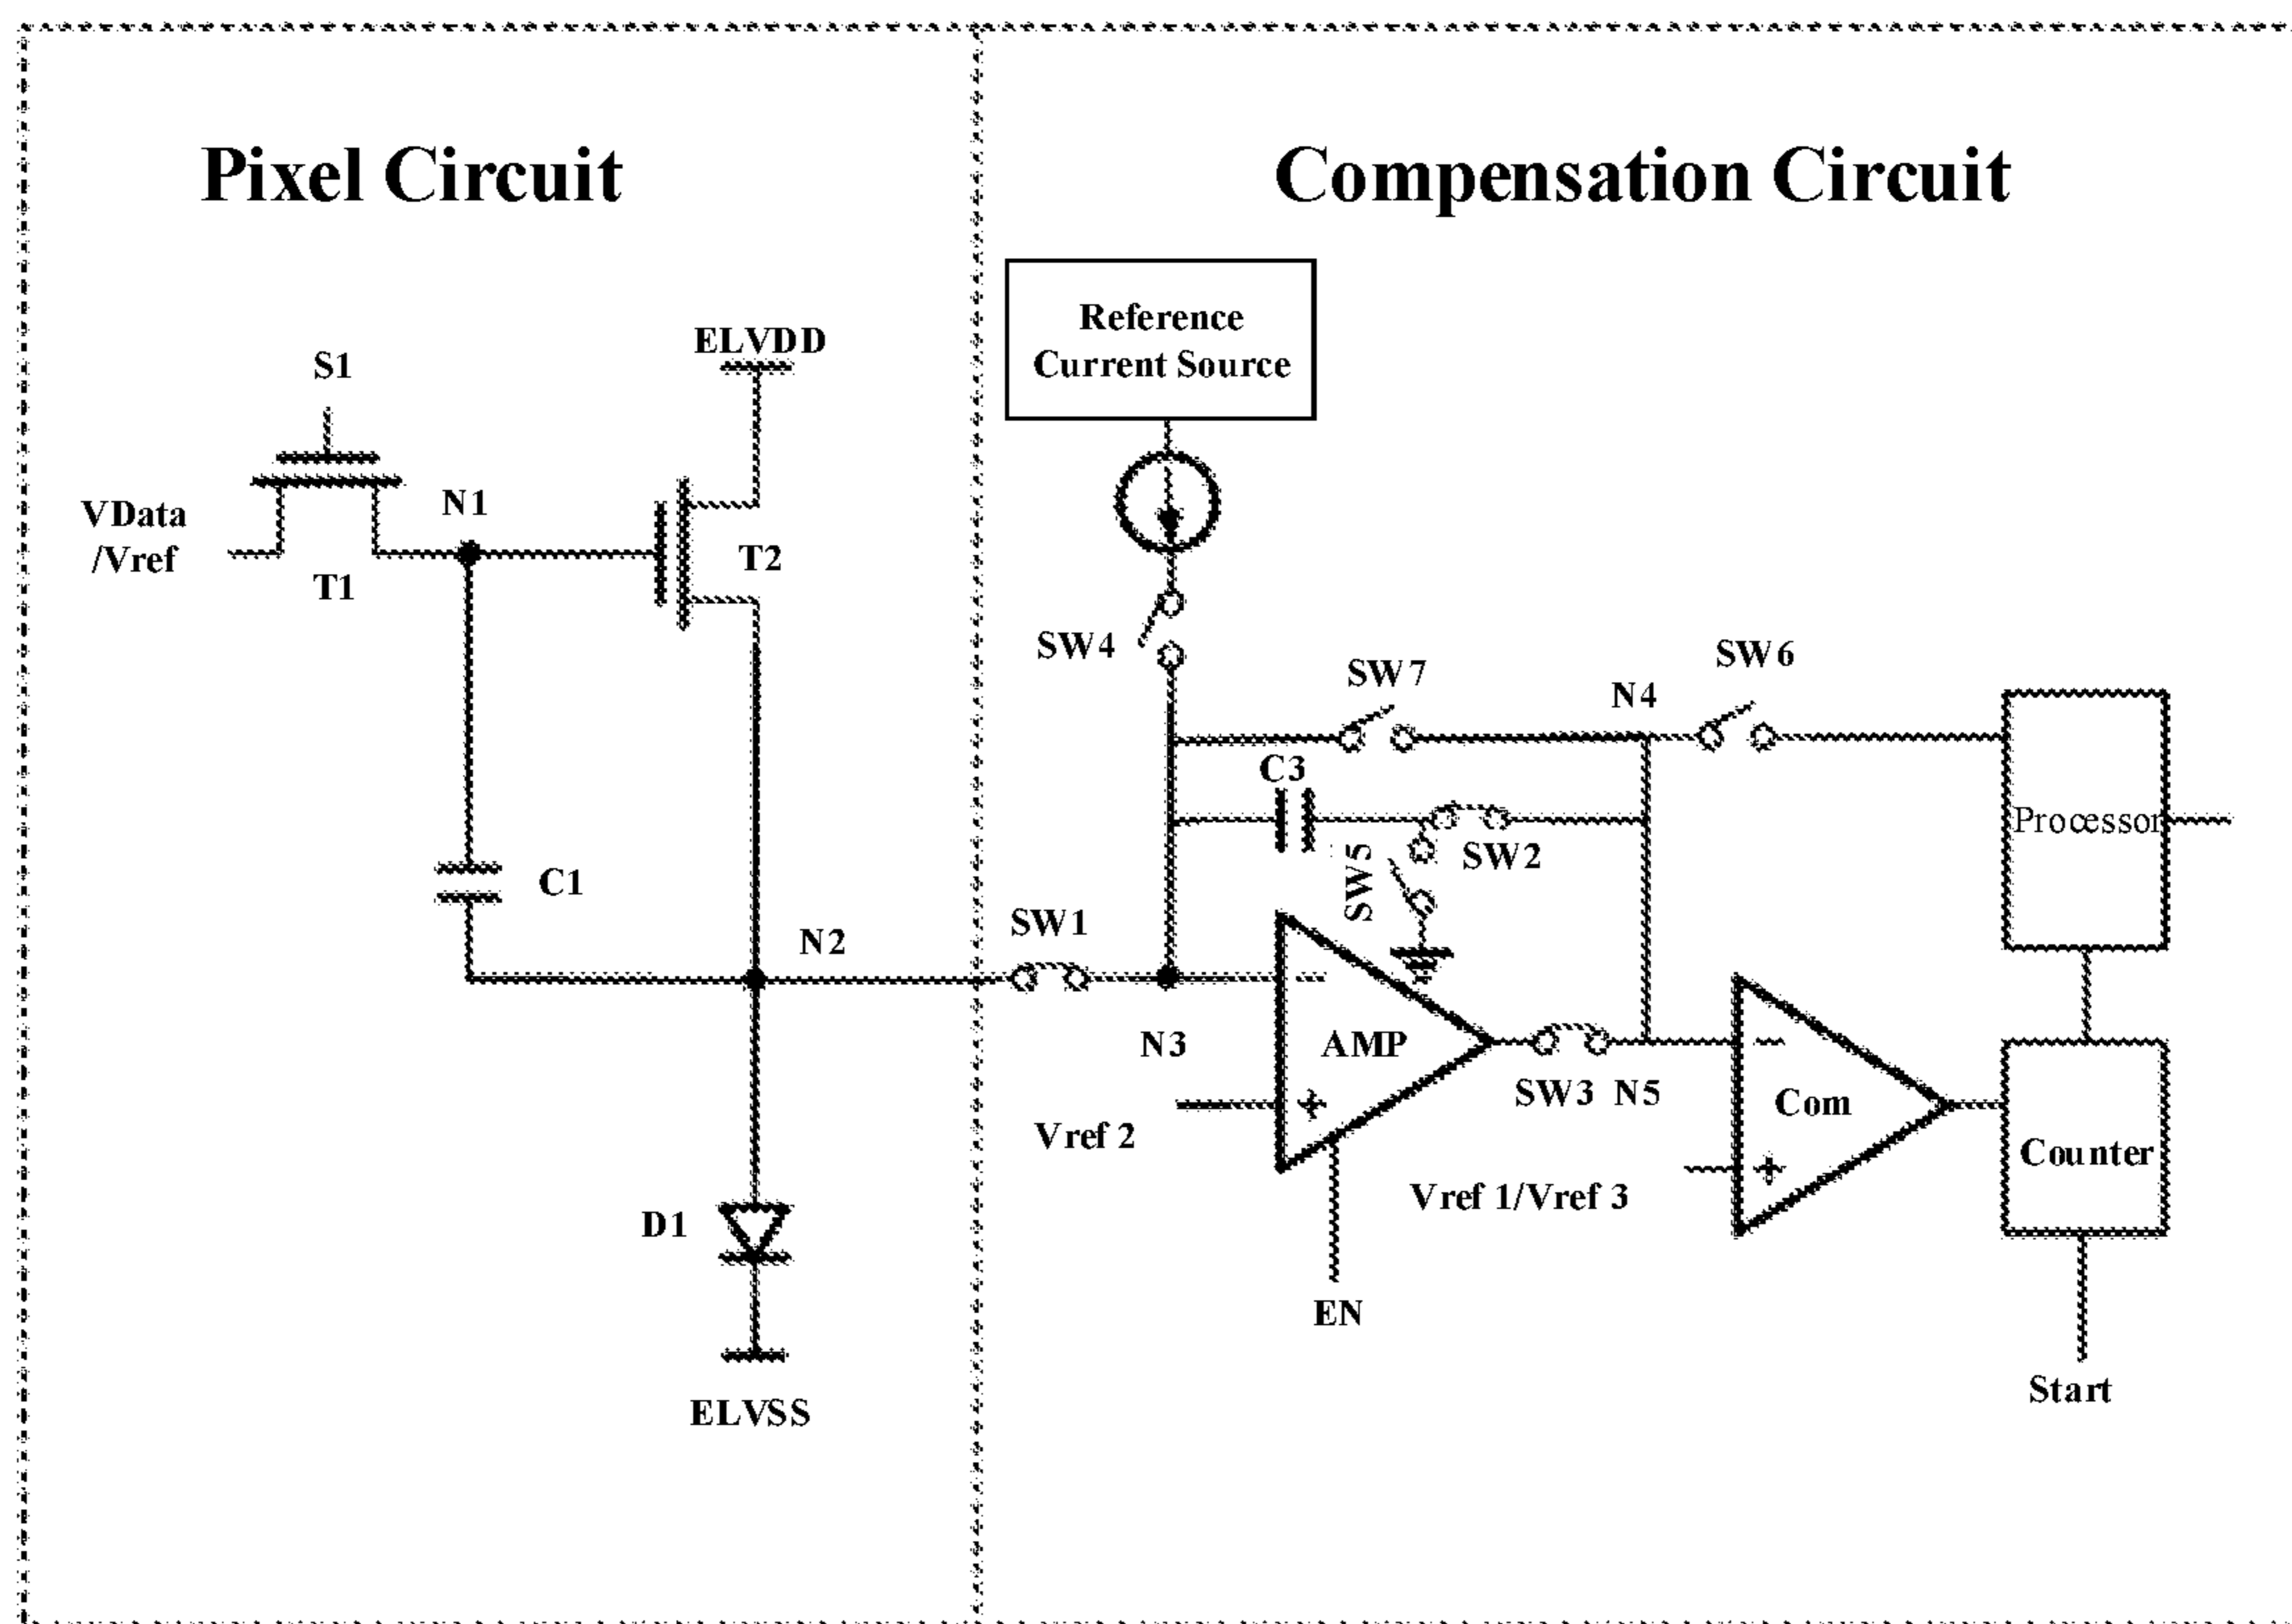 Pixel Circuit
Compensation Circuit
Reference
Current Source
ELVDD
S1
N1
VData
/Vref
T1
T2
SW4
SW7
N4
SW6
C3
Processor
SW5
SW2
C1
SW1
N2
N3
AMP
−
+
SW3
N5
Com
−
+
Vref 2
Vref 1/Vref 3
Counter
D1
EN
Start
ELVSS